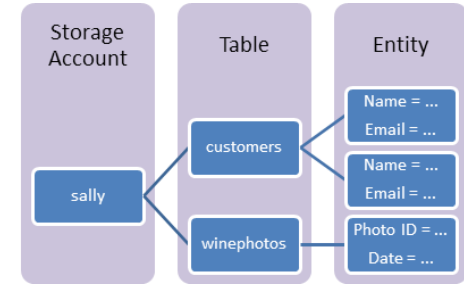 Storage
Account
Table
Entity
sally
customers
winephotos
Name = ...
Email = ...
Name = ...
Email = ...
Photo ID = ...
Date = ...